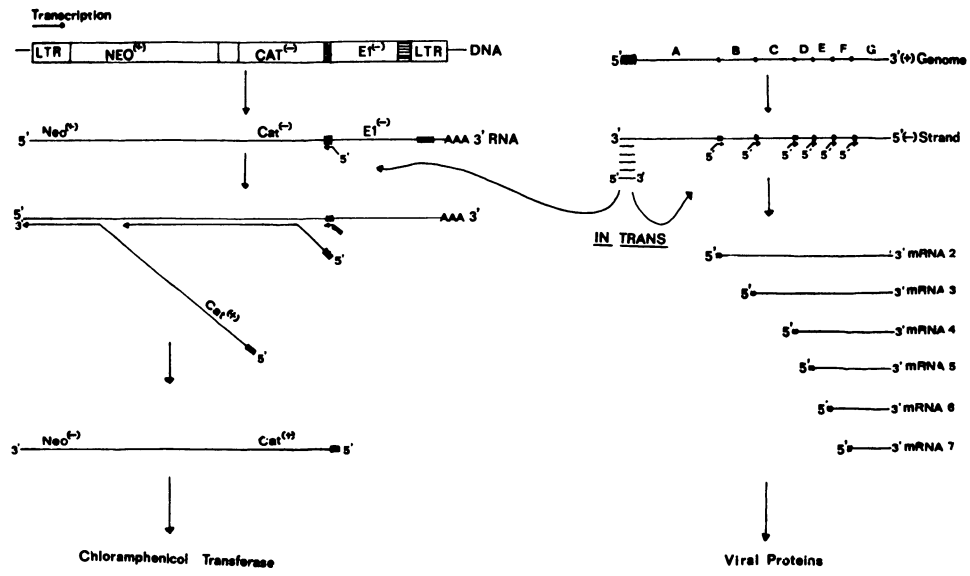 Transcription
LTR NEO(+) CAT(-) E1(-) LTR DNA
5' Neo(+) Cat(-) E1(-) AAA 3' RNA
5'
5' AAA 3'
3'
5'
Cat(+)
5'
3' Neo(-) Cat(+) 5'
Chloramphenicol Transferase
A B C D E F G
5' 3'(+) Genome
3' 5'(-) Strand
5' 5' 5' 5' 5' 5'
5' 3'
IN TRANS
5' 3' mRNA 2
5' 3' mRNA 3
5' 3' mRNA 4
5' 3' mRNA 5
5' 3' mRNA 6
5' 3' mRNA 7
Viral Proteins